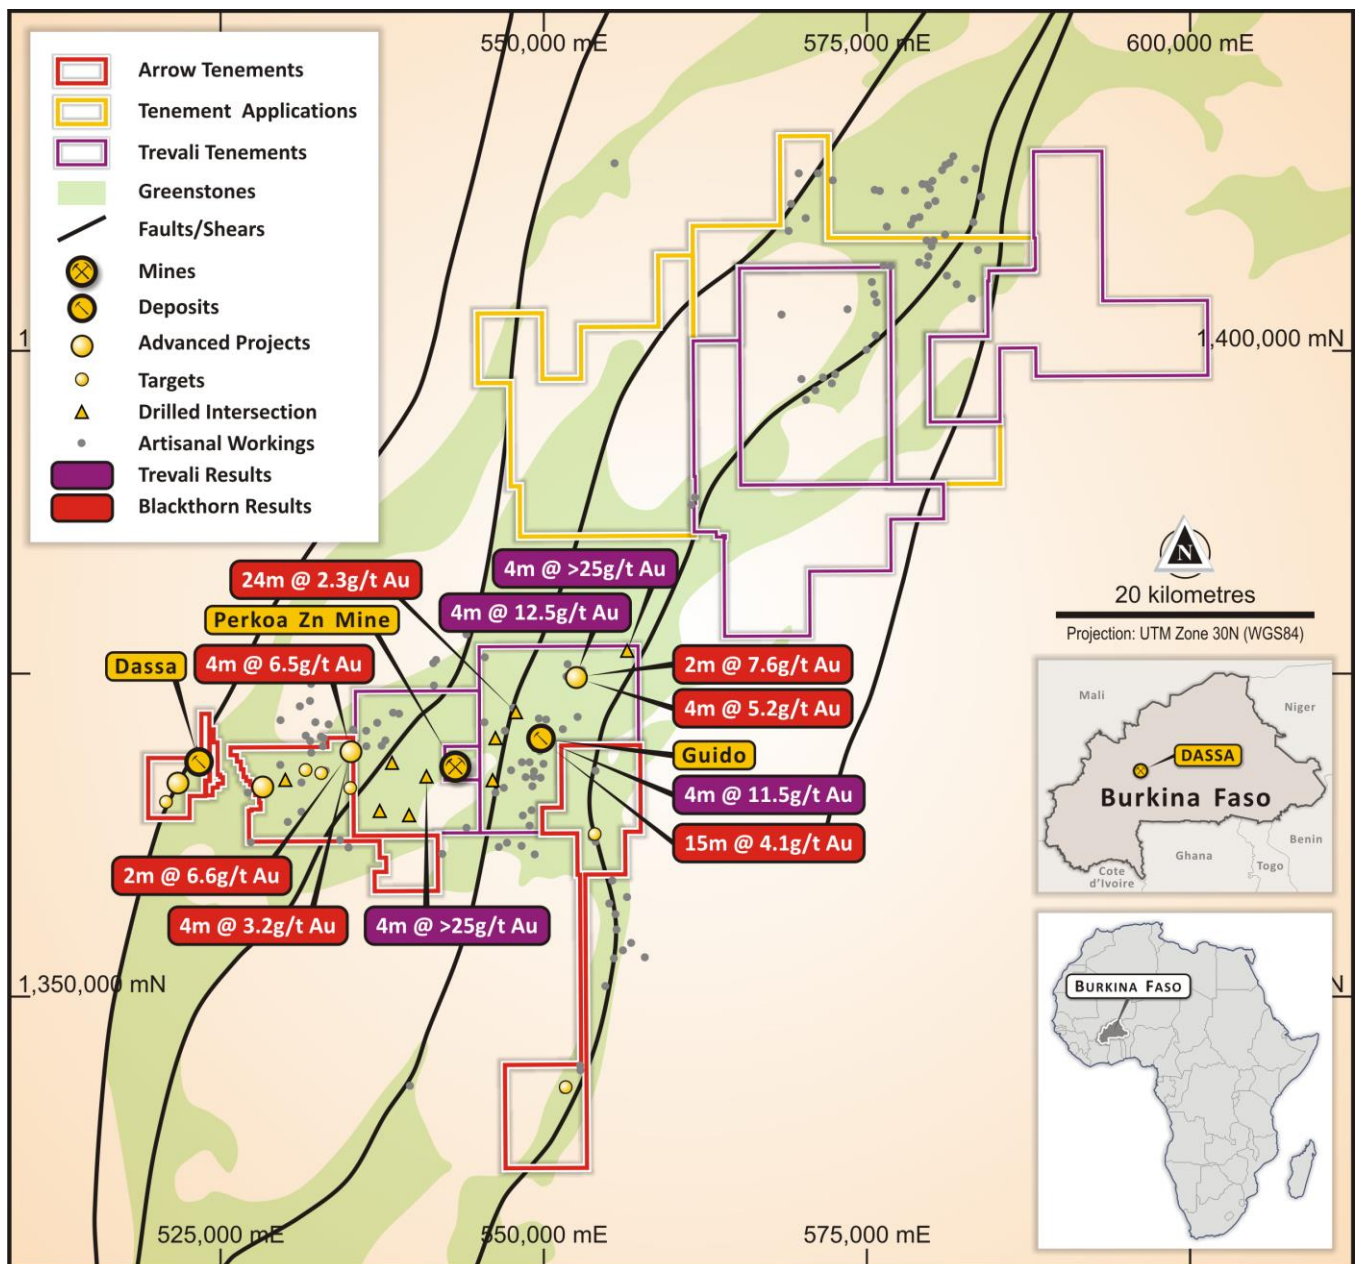 550,000 mE
575,000 mE
600,000 mE
Arrow Tenements
Tenement Applications
Trevali Tenements
Greenstones
Faults/Shears
Mines
Deposits
Advanced Projects
Targets
Drilled Intersection
Artisanal Workings
Trevali Results
Blackthorn Results
1
1,400,000 mN
N
20 kilometres
Projection: UTM Zone 30N (WGS84)
24m @ 2.3g/t Au
4m @ >25g/t Au
Perkoa Zn Mine
4m @ 12.5g/t Au
Dassa
4m @ 6.5g/t Au
2m @ 7.6g/t Au
4m @ 5.2g/t Au
Guido
4m @ 11.5g/t Au
15m @ 4.1g/t Au
2m @ 6.6g/t Au
4m @ 3.2g/t Au
4m @ >25g/t Au
Mali
Niger
DASSA
Burkina Faso
Benin
Ghana
Togo
Cote
d'Ivoire
1,350,000 mN
N
BURKINA FASO
525,000 mE
550,000 mE
575,000 mE